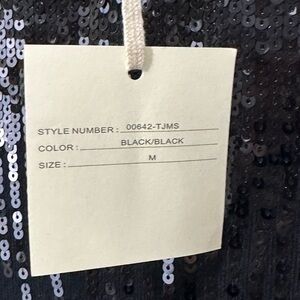 STYLE NUMBER: 00642-TJMS
COLOR: BLACK/BLACK
SIZE: M